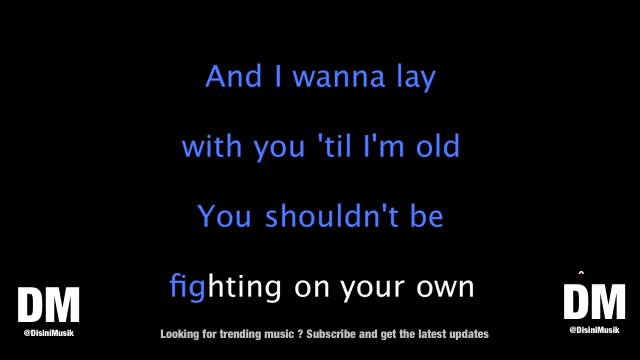 And I wanna lay
with you 'til I'm old
You shouldn't be
fighting on your own
DM
@DisiniMusik
DM
@DisiniMusik
Looking for trending music ? Subscribe and get the latest updates